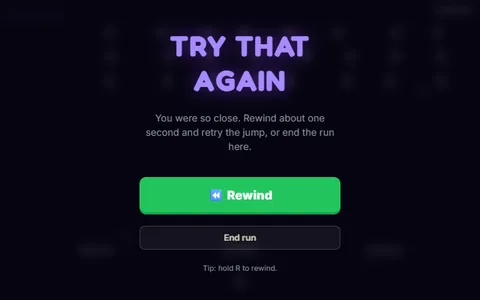 TRY THAT
AGAIN
You were so close. Rewind about one
second and retry the jump, or end the run
here.
⏪ Rewind
End run
Tip: hold R to rewind.